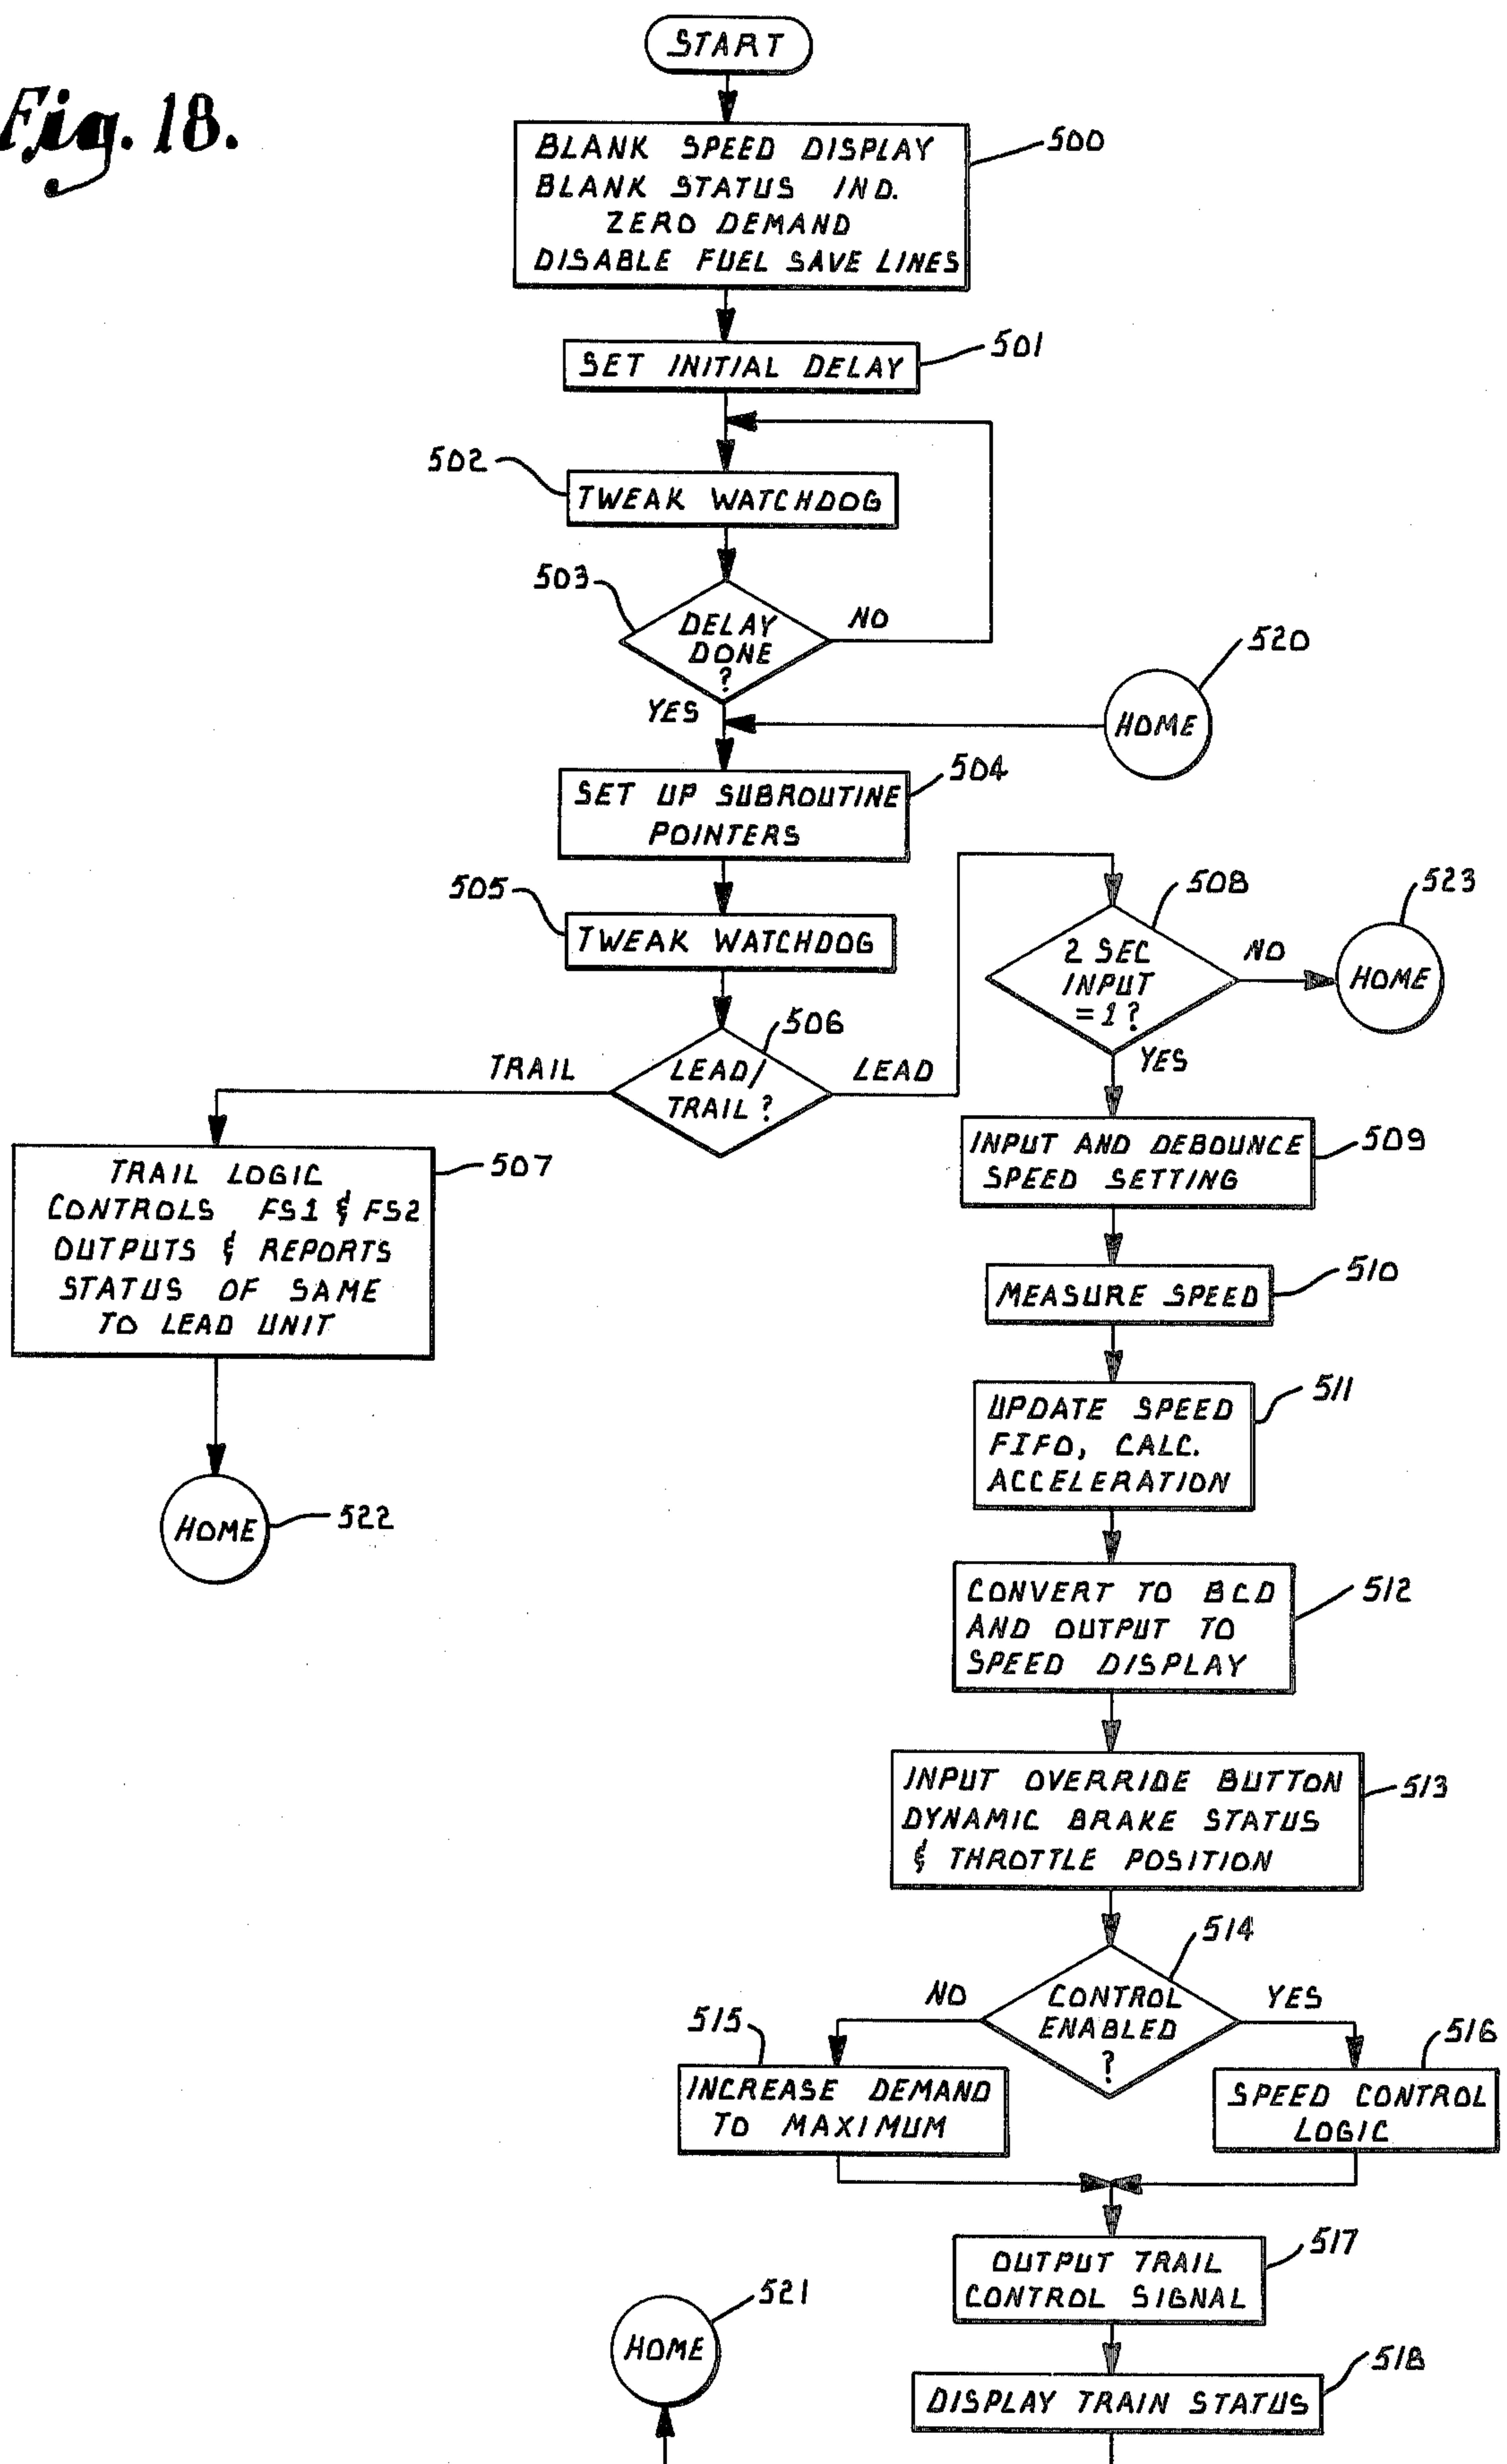 Fig. 18.
START
BLANK SPEED DISPLAY
BLANK STATUS IND.
ZERO DEMAND
DISABLE FUEL SAVE LINES
500
SET INITIAL DELAY
501
502
TWEAK WATCHDOG
503
DELAY
DONE
?
NO
YES
520
HOME
504
SET UP SUBROUTINE
POINTERS
505
TWEAK WATCHDOG
506
LEAD/
TRAIL ?
TRAIL
LEAD
508
2 SEC
INPUT
=1?
NO
YES
523
HOME
TRAIL LOGIC
CONTROLS FS1 & FS2
OUTPUTS & REPORTS
STATUS OF SAME
TO LEAD UNIT
507
HOME
522
INPUT AND DEBOUNCE
SPEED SETTING
509
MEASURE SPEED
510
UPDATE SPEED
FIFO, CALC.
ACCELERATION
511
CONVERT TO BCD
AND OUTPUT TO
SPEED DISPLAY
512
INPUT OVERRIDE BUTTON
DYNAMIC BRAKE STATUS
& THROTTLE POSITION
513
514
CONTROL
ENABLED
?
NO
YES
515
INCREASE DEMAND
TO MAXIMUM
516
SPEED CONTROL
LOGIC
OUTPUT TRAIL
CONTROL SIGNAL
517
521
HOME
DISPLAY TRAIN STATUS
518